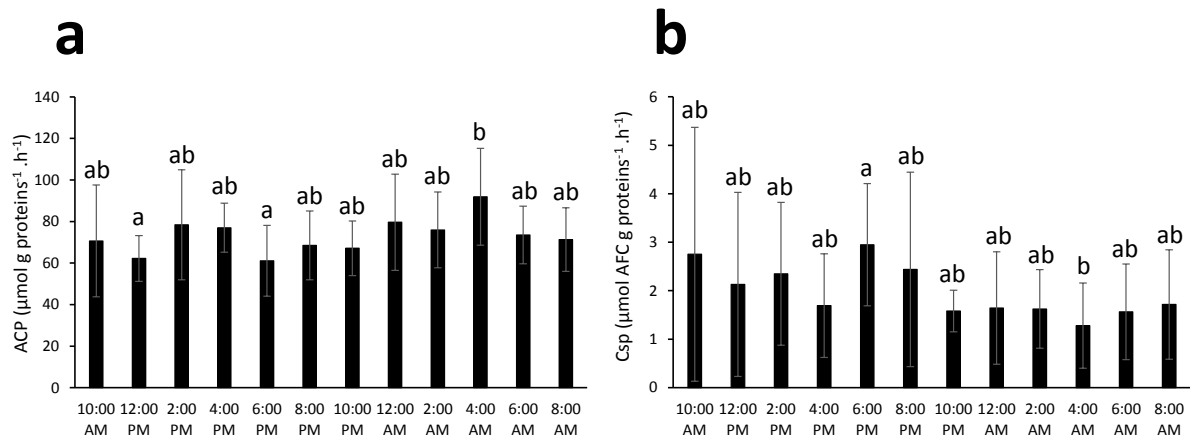 a
ACP (µmol g proteins⁻¹ .h⁻¹)
140
120
100
80
60
40
20
0
ab a ab ab a ab ab ab ab b ab ab
10:00 12:00 2:00 4:00 6:00 8:00 10:00 12:00 2:00 4:00 6:00 8:00
AM PM PM PM PM PM PM AM AM AM AM AM
b
Csp (µmol AFC g proteins⁻¹ .h⁻¹)
6
5
4
3
2
1
0
ab ab ab ab a ab ab ab ab b ab ab
10:00 12:00 2:00 4:00 6:00 8:00 10:00 12:00 2:00 4:00 6:00 8:00
AM PM PM PM PM PM PM AM AM AM AM AM